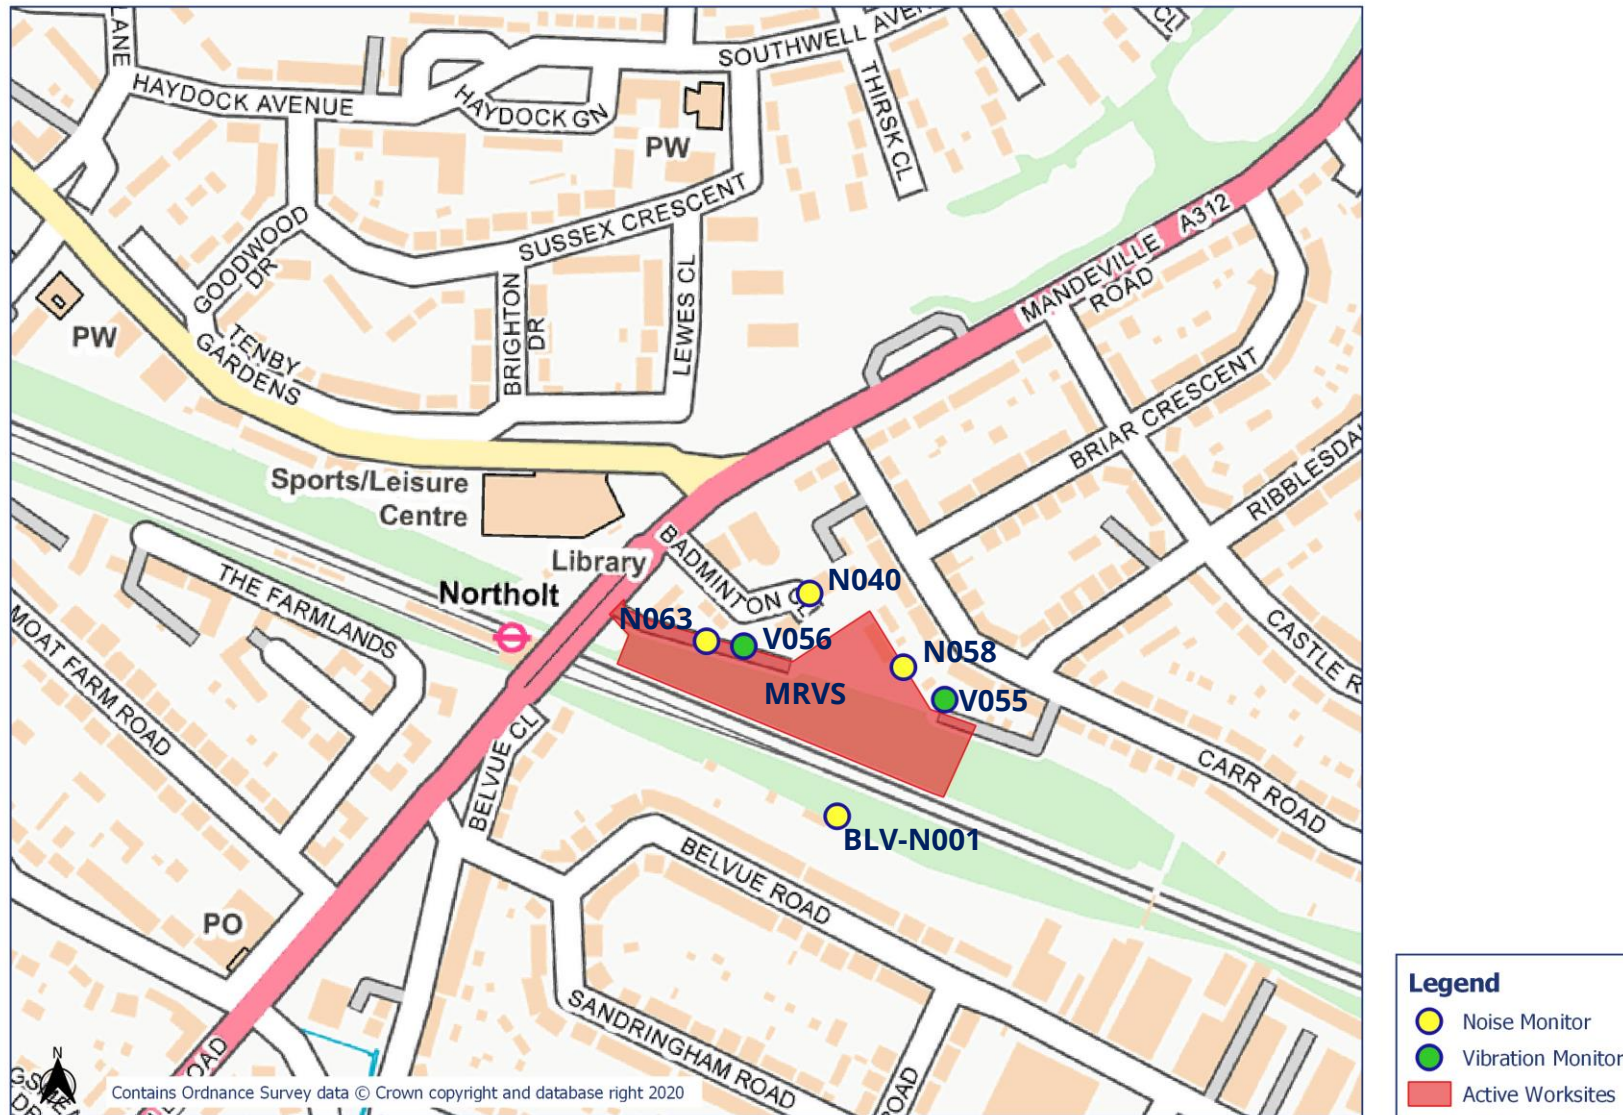 LANE
SOUTHWELL AVEN
CL
HAYDOCK AVENUE
HAYDOCK GN
THIRSK CL
PW
SUSSEX CRESCENT
GOODWOOD
DR
MANDEVILLE
ROAD
A312
PW
TENBY
GARDENS
BRIGHTON
DR
LEWES CL
BRIAR CRESCENT
RIBBLESDA
Sports/Leisure
Centre
Library
BADMINTON CL
Northolt
THE FARMLANDS
MOAT FARM ROAD
N040
N063
V056
N058
MRVS
V055
CASTLE R
CARR ROAD
BELVUE CL
BLV-N001
BELVUE ROAD
PO
SANDRINGHAM ROAD
ROAD
ROAD
N
Contains Ordnance Survey data © Crown copyright and database right 2020
Legend
Noise Monitor
Vibration Monitor
Active Worksites